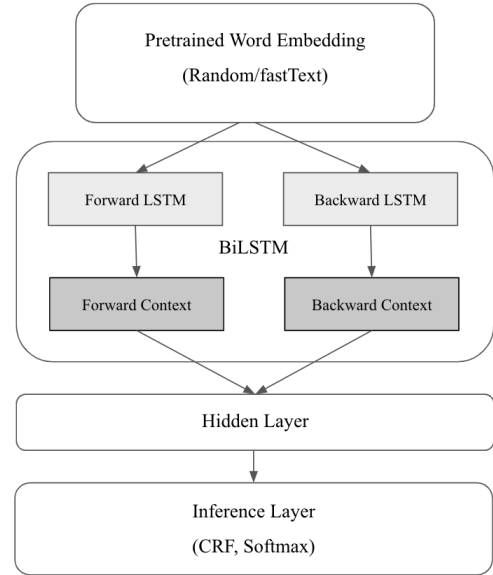 Pretrained Word Embedding
(Random/fastText)
Forward LSTM
Backward LSTM
BiLSTM
Forward Context
Backward Context
Hidden Layer
Inference Layer
(CRF, Softmax)